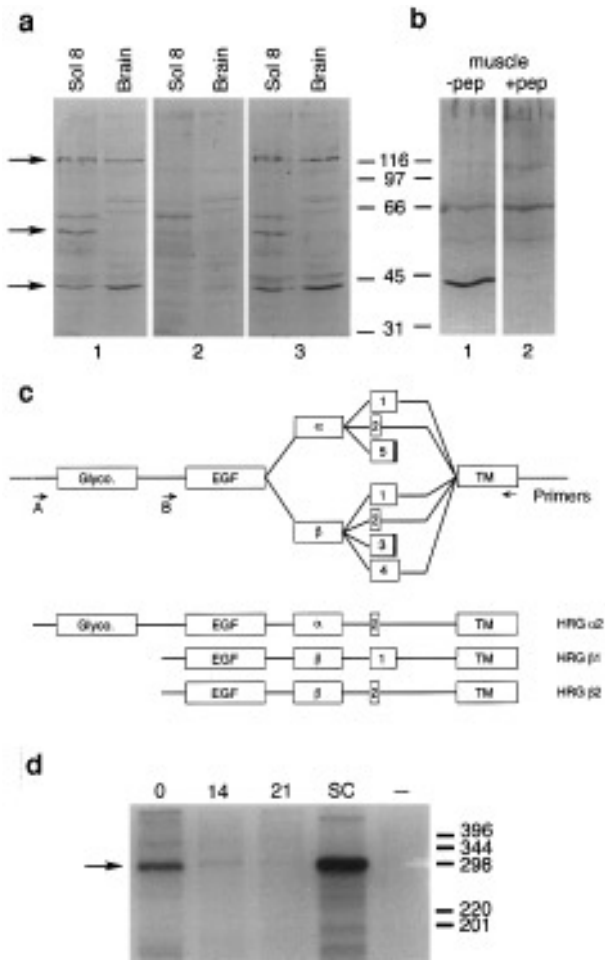 a
b
Sol 8
Brain
Sol 8
Brain
Sol 8
Brain
muscle
-pep +pep
116
97
66
45
31
1 2 3
1 2
c
1
α
2
5
Glyco.
EGF
TM
A
B
Primers
1
2
β
3
4
Glyco. EGF α 2 TM HRG α2
EGF β 1 TM HRG β1
EGF β 2 TM HRG β2
d
0 14 21 SC –
396
344
298
220
201